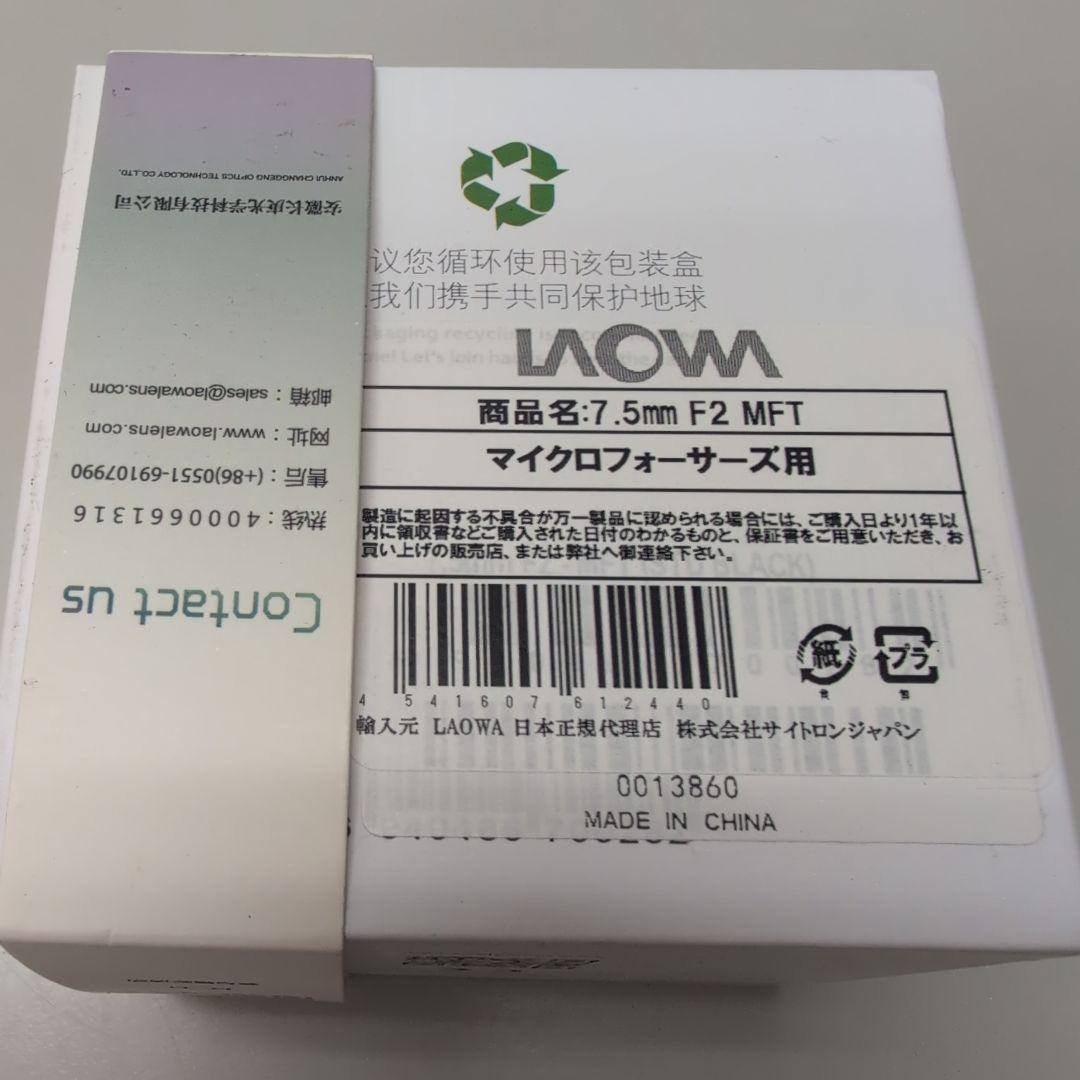 ANHUI CHANGGENG OPTICS TECHNOLOGY CO.,LTD.
安徽长庚光学科技有限公司
邮箱：sales@laowalens.com
网址：www.laowalens.com
售后：(+86)0551-69107990
热线：4000661316
Contact us
议您循环使用该包装盒
我们携手共同保护地球
LAOWA
商品名:7.5mm F2 MFT
マイクロフォーサーズ用
製造に起因する不具合が万一製品に認められる場合には、ご購入日より1年以
内に領収書などご購入された日付のわかるものと、保証書をご用意いただき、お
買い上げの販売店、または弊社へ御連絡下さい。
紙
プラ
4 541607 612440
輸入元 LAOWA 日本正規代理店 株式会社サイトロンジャパン
0013860
MADE IN CHINA